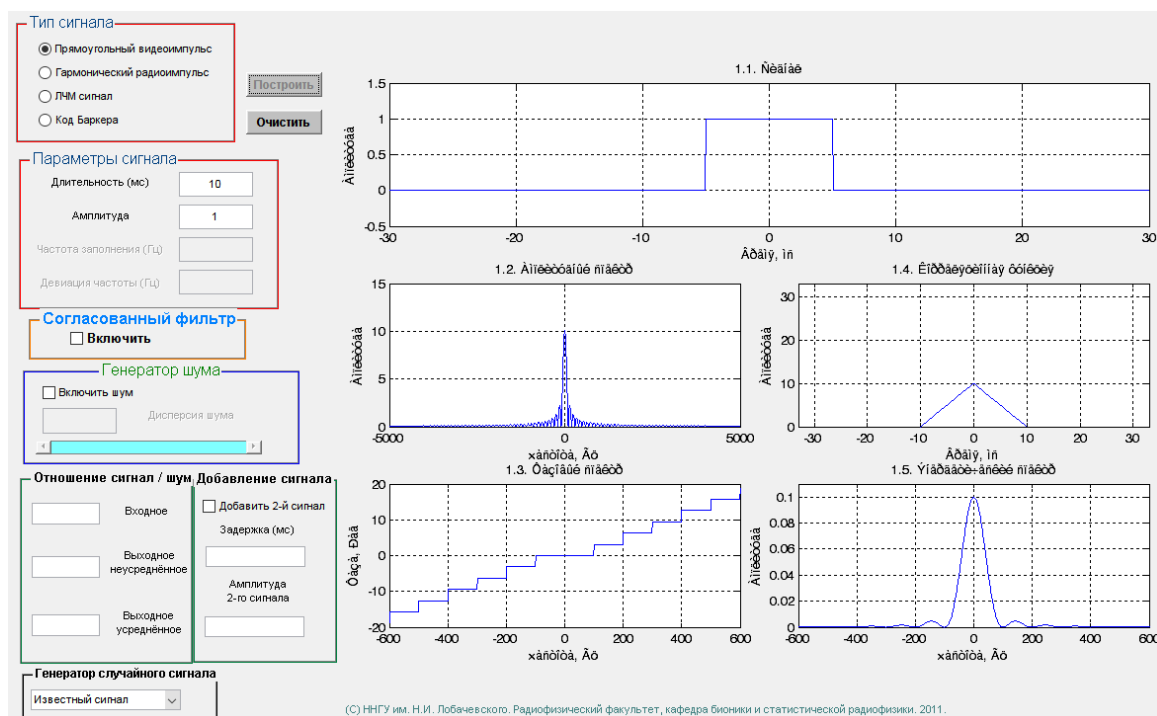 Тип сигнала
Прямоугольный видеоимпульс
Гармонический радиоимпульс
ЛЧМ сигнал
Код Баркера
Построить
Очистить
Параметры сигнала
Длительность (мс)
10
Амплитуда
1
Частота заполнения (Гц)
Девиация частоты (Гц)
Согласованный фильтр
Включить
Генератор шума
Включить шум
Дисперсия шума
Отношение сигнал / шум
Входное
Выходное
неусреднённое
Выходное
усреднённое
Добавление сигнала
Добавить 2-й сигнал
Задержка (мс)
Амплитуда
2-го сигнала
Генератор случайного сигнала
Известный сигнал
1.1. Ñèãíàë
1.5
1
0.5
0
-0.5
-30 -20 -10 0 10 20 30
Àìïëèòóäà
Âðåìÿ, ìñ
1.2. Àìïëèòóäíûé ñïåêòð
15
10
5
0
-5000 0 5000
Àìïëèòóäà
×àñòîòà, Ãö
1.4. Êîððåëÿöèîííàÿ ôóíêöèÿ
30
20
10
0
-30 -20 -10 0 10 20 30
Àìïëèòóäà
Âðåìÿ, ìñ
1.3. Ôàçîâûé ñïåêòð
20
10
0
-10
-20
-600 -400 -200 0 200 400 600
Ôàçà, Ðàä
×àñòîòà, Ãö
1.5. Ýíåðãåòè÷åñêèé ñïåêòð
0.1
0.08
0.06
0.04
0.02
0
-600 -400 -200 0 200 400 600
Àìïëèòóäà
×àñòîòà, Ãö
(С) ННГУ им. Н.И. Лобачевского. Радиофизический факультет, кафедра бионики и статистической радиофизики. 2011.